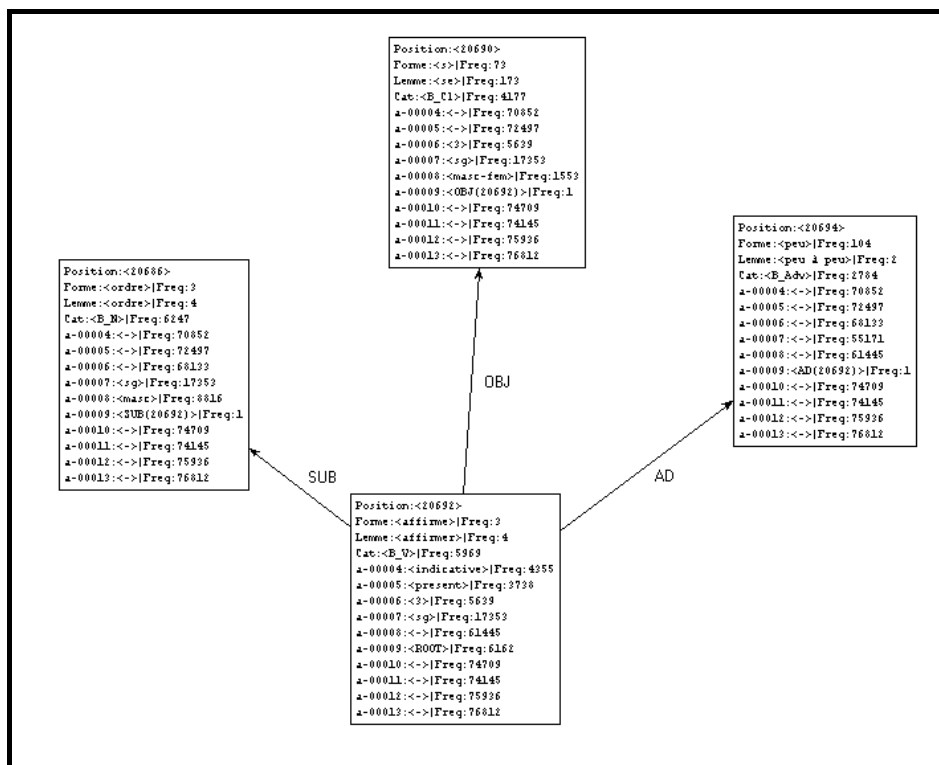 Position:<20690>
Forme:<s>|Freq:73
Lemme:<se>|Freq:173
Cat:<B_Cl>|Freq:4177
a-00004:<->|Freq:70852
a-00005:<->|Freq:72497
a-00006:<3>|Freq:5639
a-00007:<sg>|Freq:17353
a-00008:<masc-fem>|Freq:1553
a-00009:<OBJ(20692)>|Freq:1
a-00010:<->|Freq:74709
a-00011:<->|Freq:74145
a-00012:<->|Freq:75936
a-00013:<->|Freq:76812
Position:<20686>
Forme:<ordre>|Freq:3
Lemme:<ordre>|Freq:4
Cat:<B_N>|Freq:6247
a-00004:<->|Freq:70852
a-00005:<->|Freq:72497
a-00006:<->|Freq:68133
a-00007:<sg>|Freq:17353
a-00008:<masc>|Freq:8816
a-00009:<SUB(20692)>|Freq:1
a-00010:<->|Freq:74709
a-00011:<->|Freq:74145
a-00012:<->|Freq:75936
a-00013:<->|Freq:76812
Position:<20694>
Forme:<peu>|Freq:104
Lemme:<peu à peu>|Freq:2
Cat:<B_Adv>|Freq:2784
a-00004:<->|Freq:70852
a-00005:<->|Freq:72497
a-00006:<->|Freq:68133
a-00007:<->|Freq:55171
a-00008:<->|Freq:61445
a-00009:<AD(20692)>|Freq:1
a-00010:<->|Freq:74709
a-00011:<->|Freq:74145
a-00012:<->|Freq:75936
a-00013:<->|Freq:76812
OBJ
SUB
AD
Position:<20692>
Forme:<affirme>|Freq:3
Lemme:<affirmer>|Freq:4
Cat:<B_V>|Freq:5969
a-00004:<indicative>|Freq:4355
a-00005:<present>|Freq:3738
a-00006:<3>|Freq:5639
a-00007:<sg>|Freq:17353
a-00008:<->|Freq:61445
a-00009:<ROOT>|Freq:6162
a-00010:<->|Freq:74709
a-00011:<->|Freq:74145
a-00012:<->|Freq:75936
a-00013:<->|Freq:76812